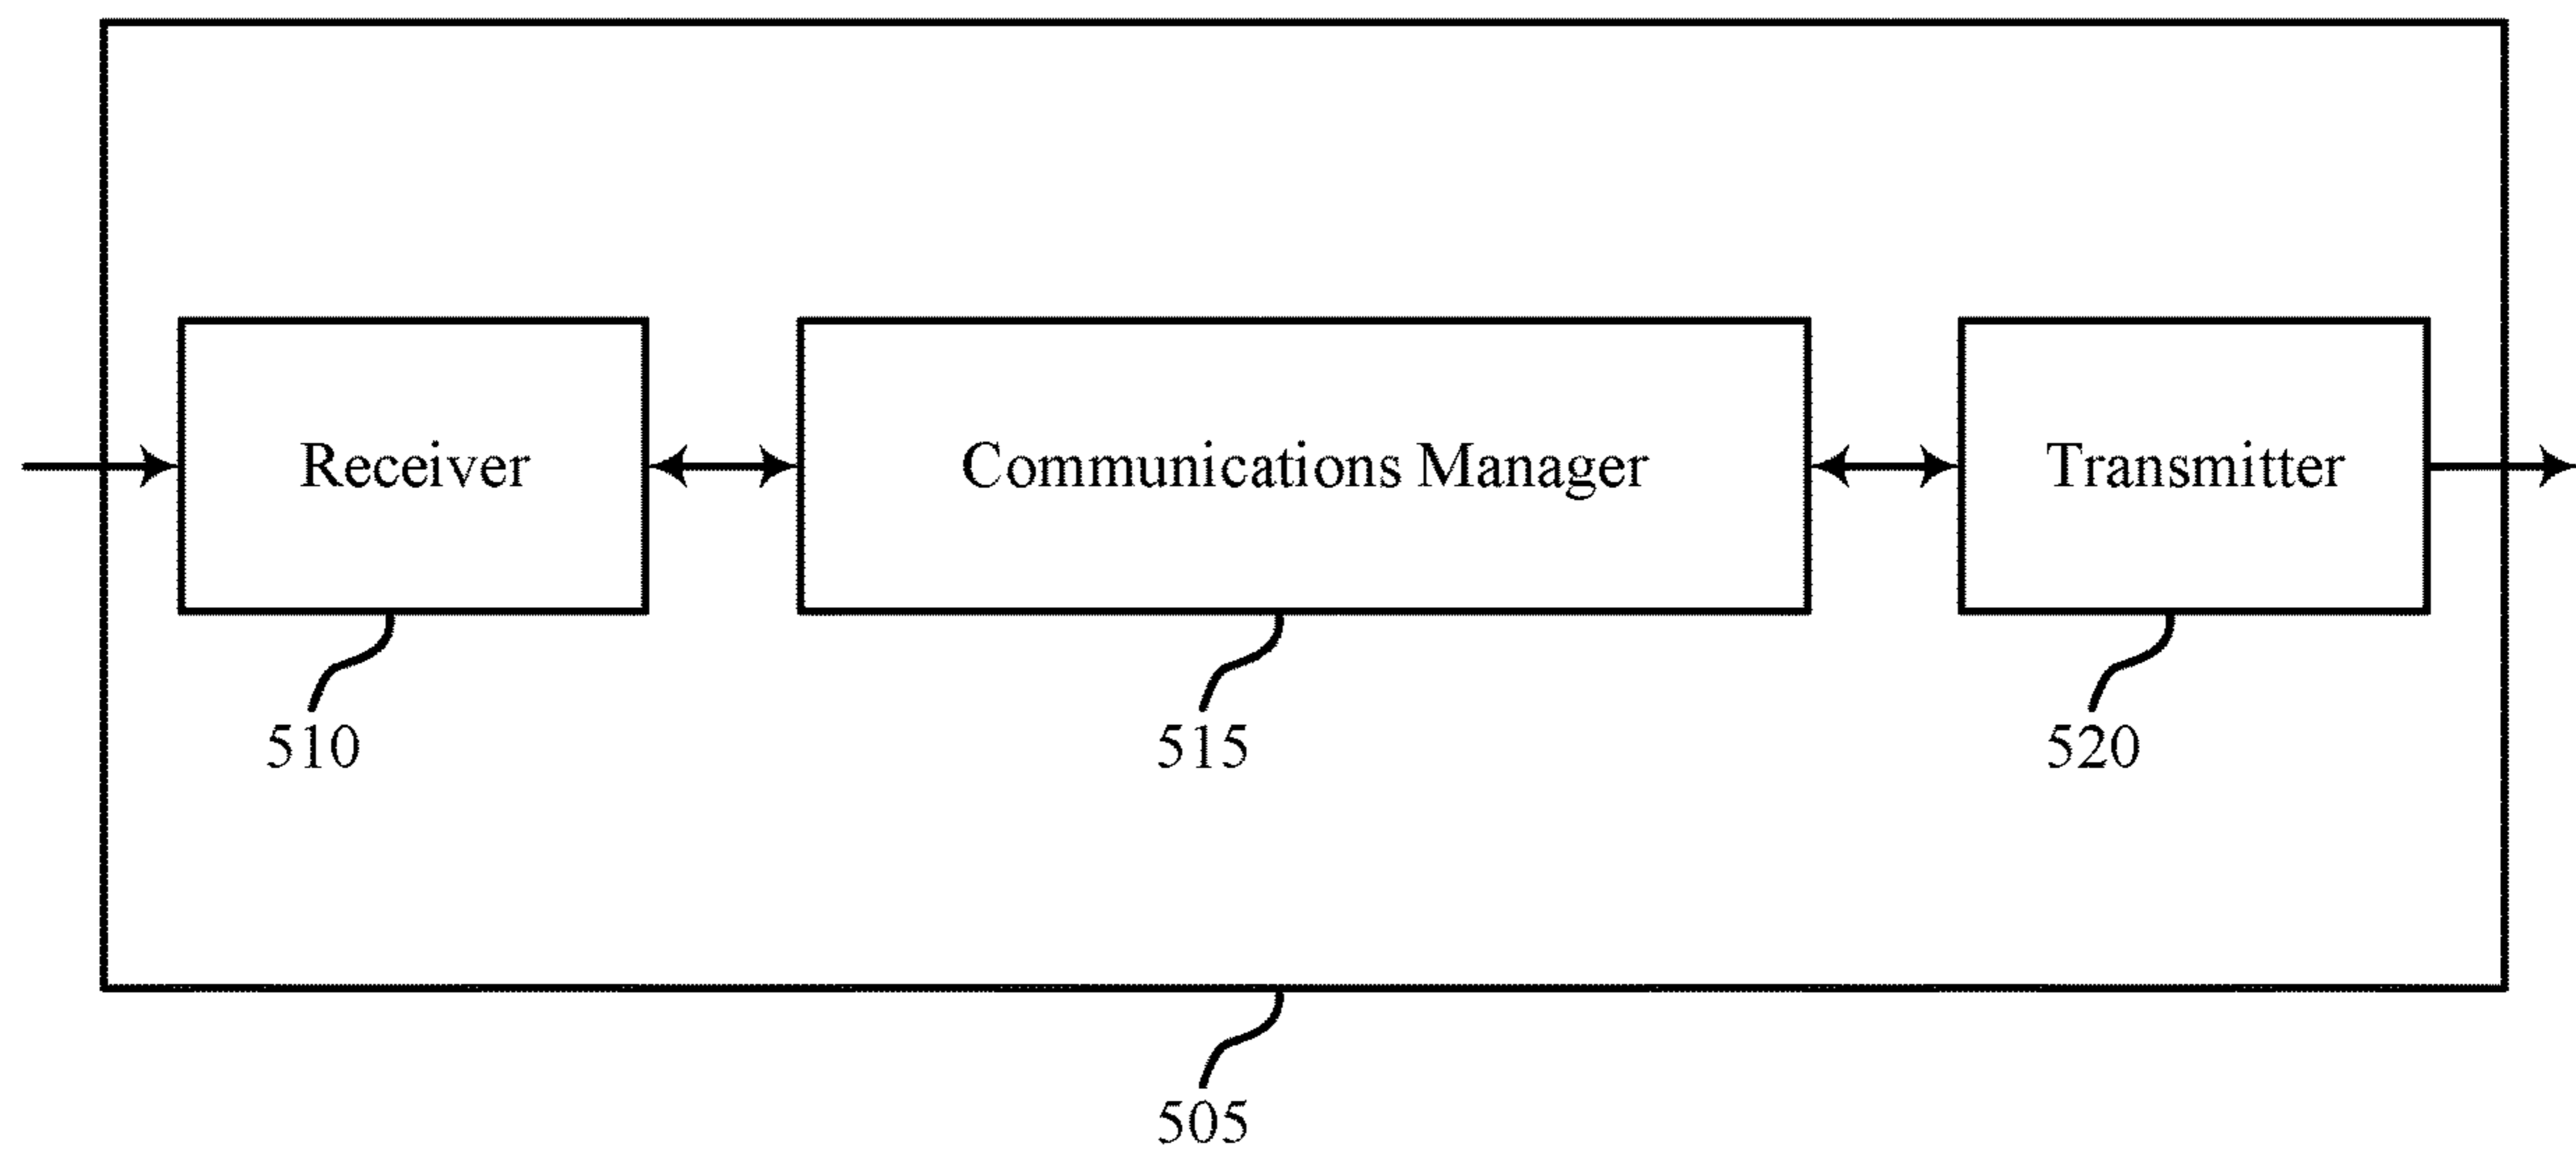 Receiver
Communications Manager
Transmitter
510
515
520
505